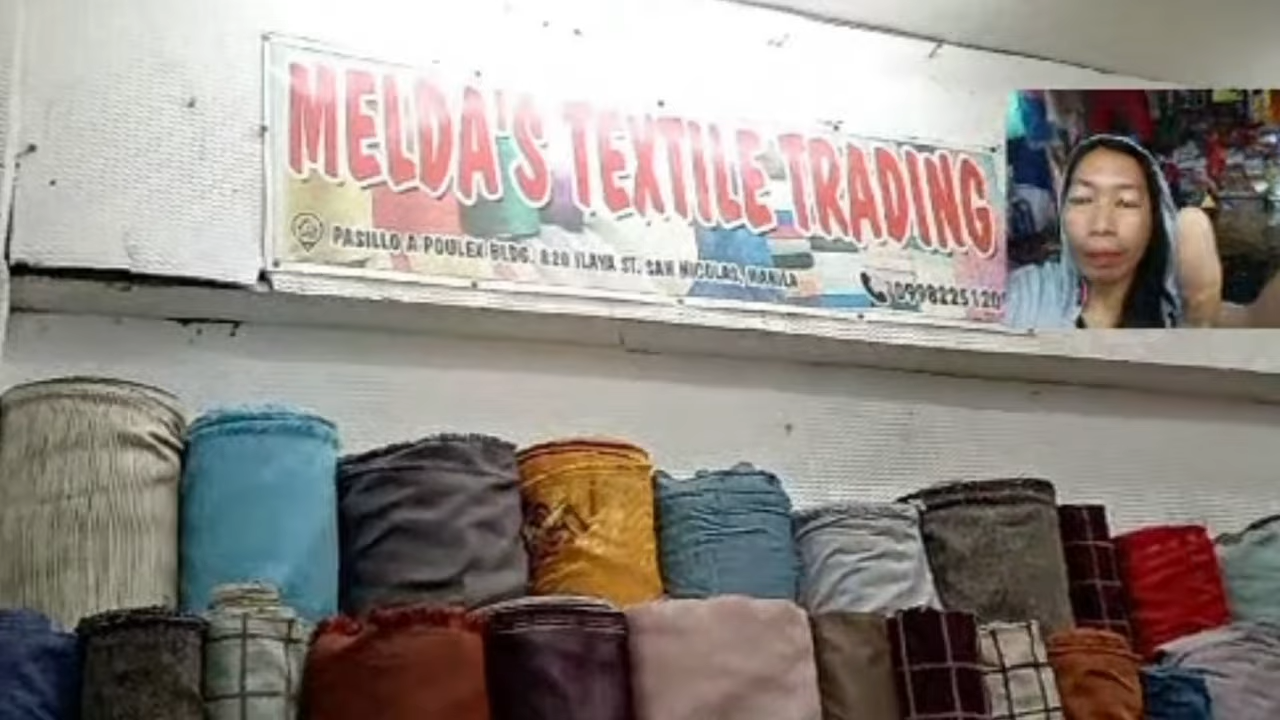 MELDA'S TEXTILE TRADING
PASILLO A POULEX BLDG. 820 ILAYA ST. SAN NICOLAS, MANILA